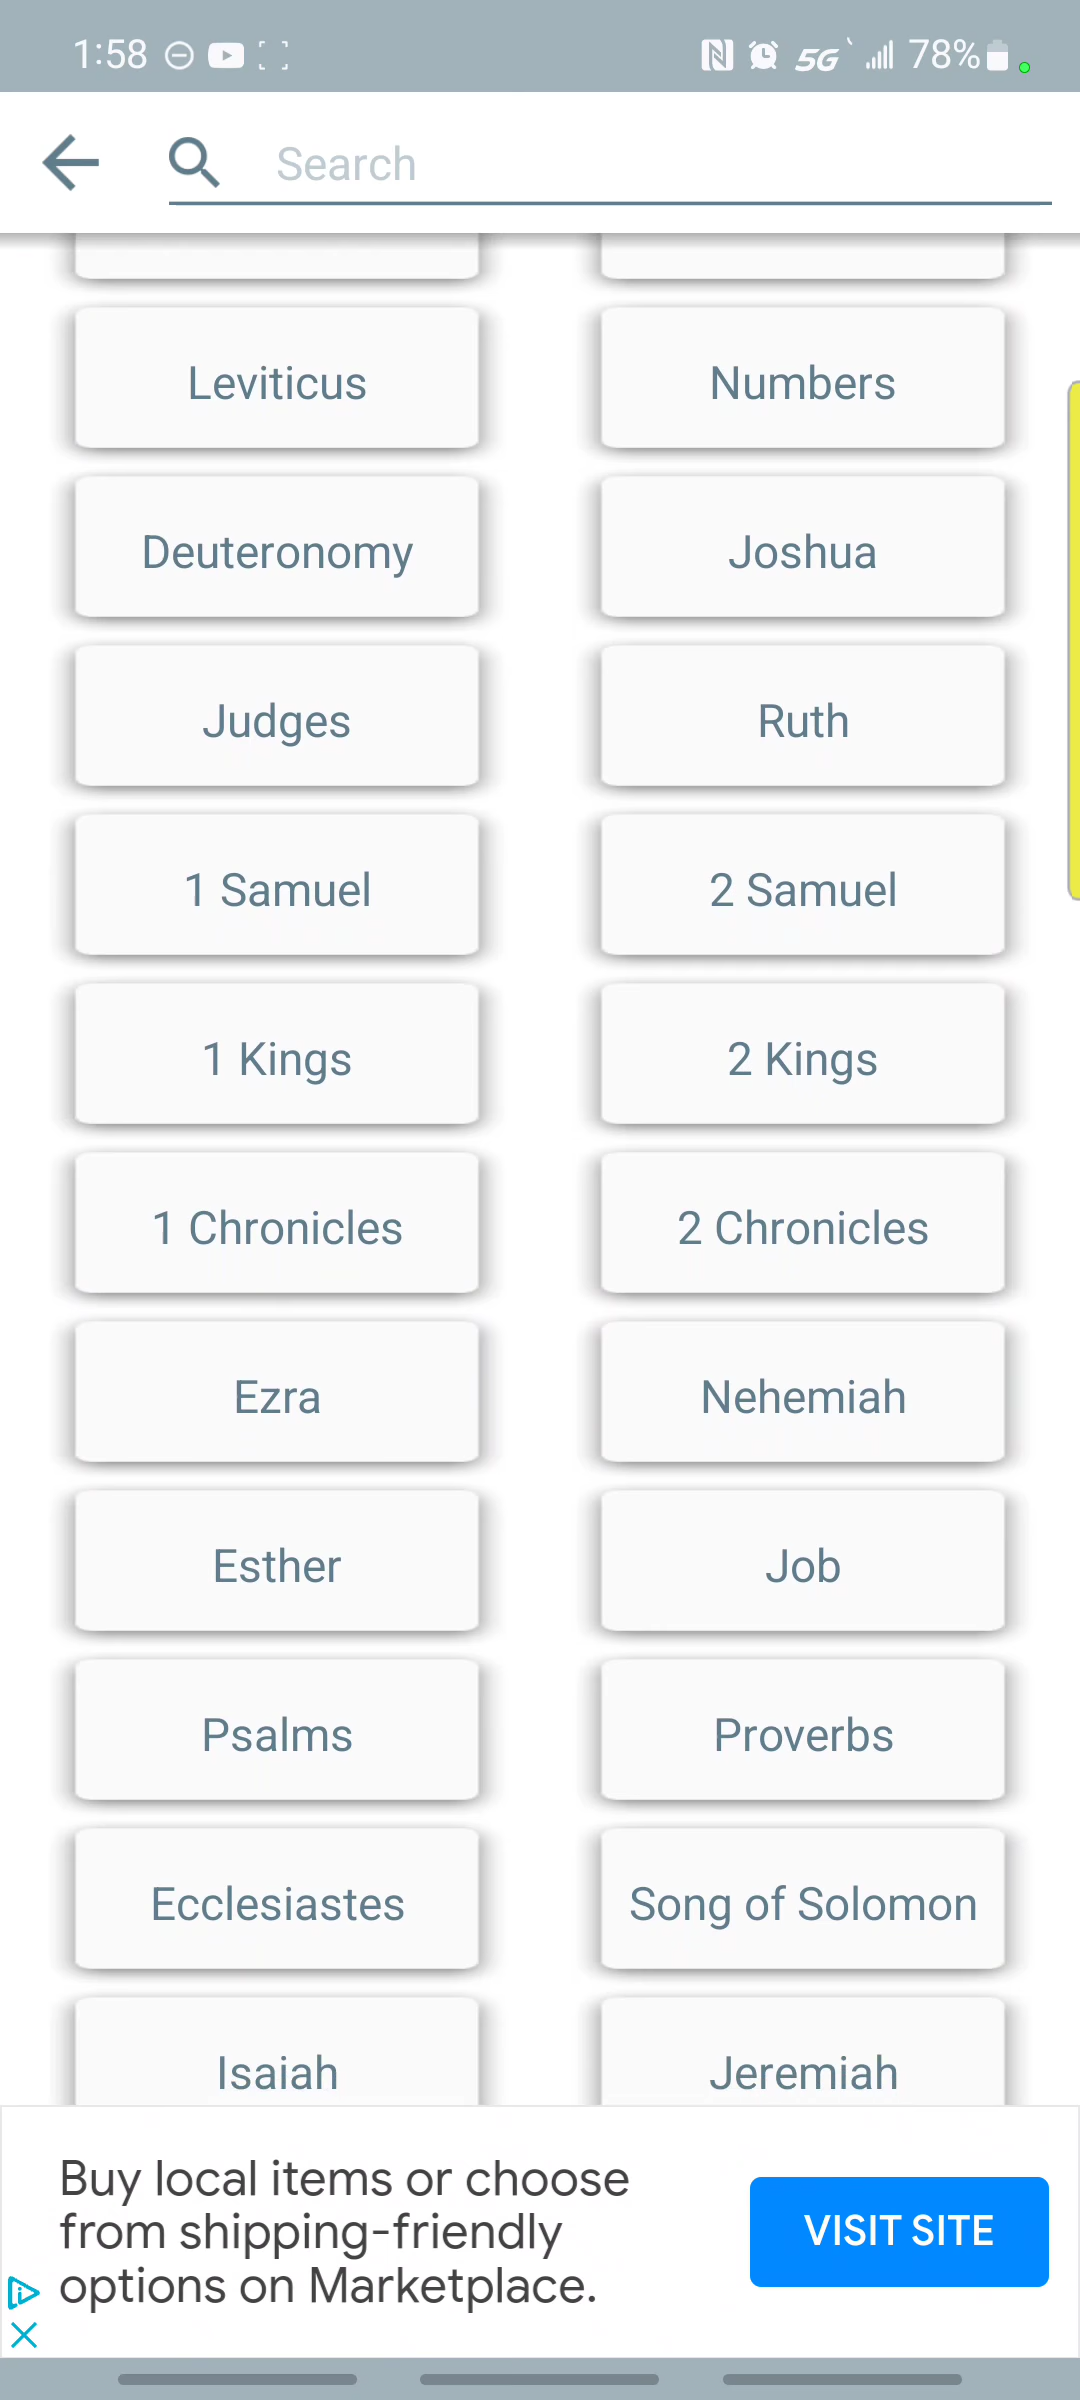 1:58
5G 78%
Search
Leviticus
Numbers
Deuteronomy
Joshua
Judges
Ruth
1 Samuel
2 Samuel
1 Kings
2 Kings
1 Chronicles
2 Chronicles
Ezra
Nehemiah
Esther
Job
Psalms
Proverbs
Ecclesiastes
Song of Solomon
Isaiah
Jeremiah
Buy local items or choose
from shipping-friendly
options on Marketplace.
VISIT SITE